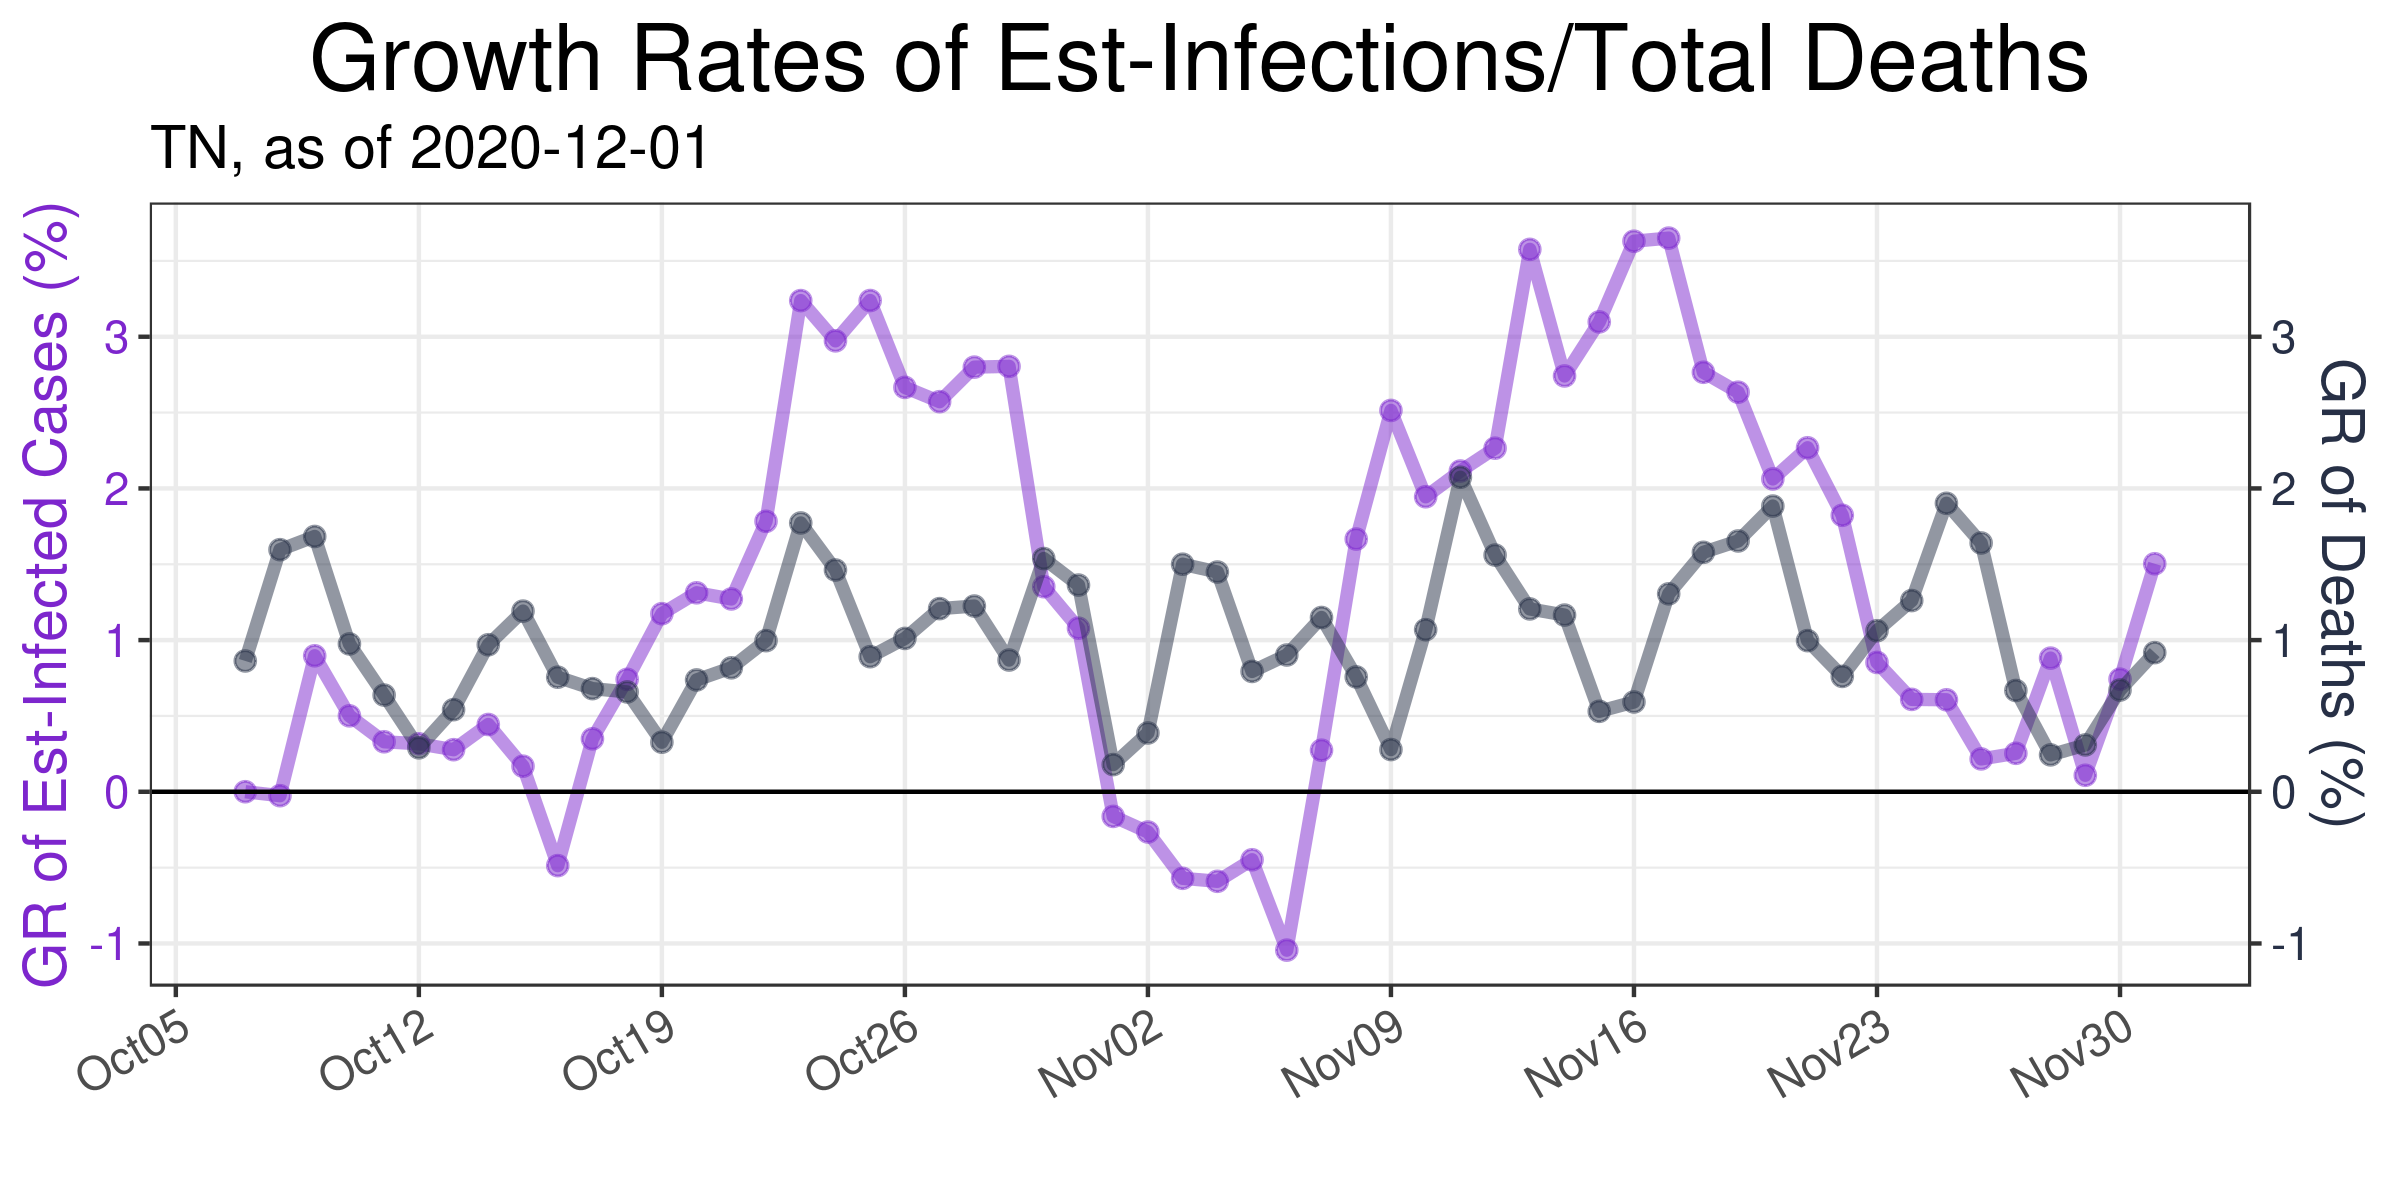 Growth Rates of Est-Infections/Total Deaths
TN, as of 2020-12-01
GR of Est-Infected Cases (%)
3
2
1
0
-1
3
2
1
0
-1
GR of Deaths (%)
Oct05
Oct12
Oct19
Oct26
Nov02
Nov09
Nov16
Nov23
Nov30